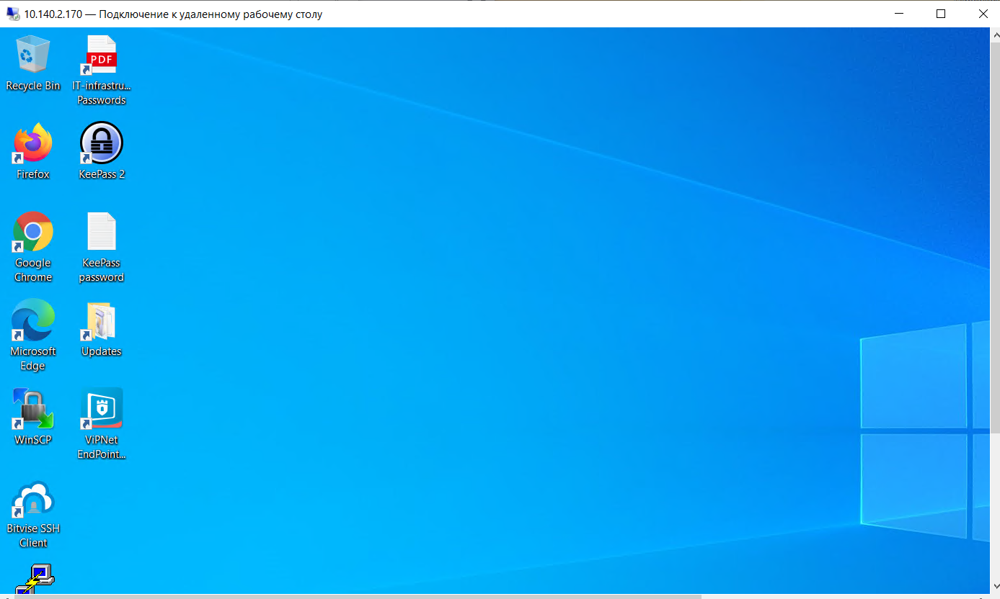 10.140.2.170 — Подключение к удаленному рабочему столу
Recycle Bin
PDF
IT-infrastru...
Passwords
Firefox
KeePass 2
Google
Chrome
KeePass
password
Microsoft
Edge
Updates
WinSCP
ViPNet
EndPoint...
Bitvise SSH
Client